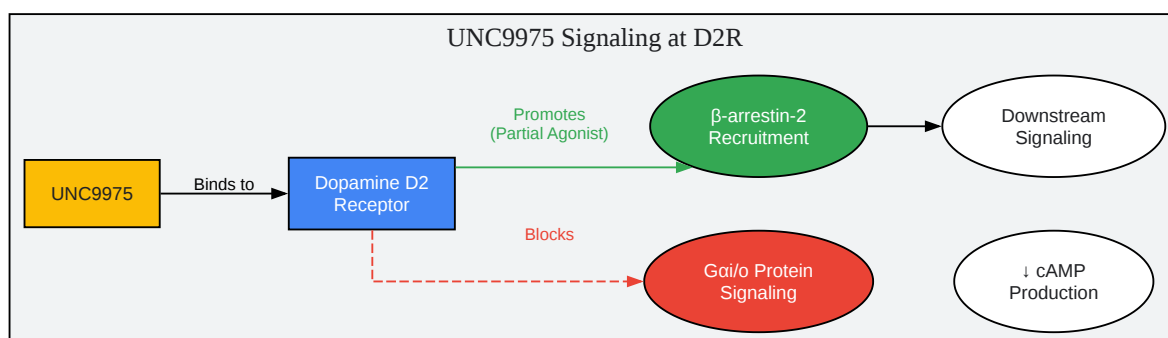 UNC9975 Signaling at D2R
Promotes
(Partial Agonist)
β-arrestin-2
Recruitment
Downstream
Signaling
UNC9975
Binds to
Dopamine D2
Receptor
Blocks
Gαi/o Protein
Signaling
↓ cAMP
Production